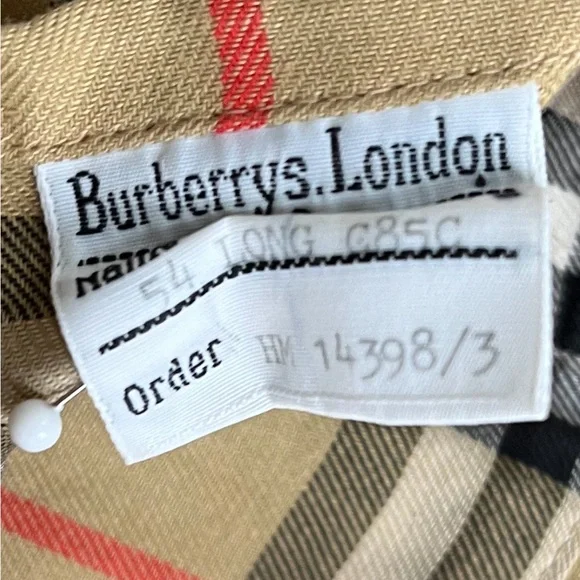 Burberrys.London
54 LONG C85C
Order HM 14398/3